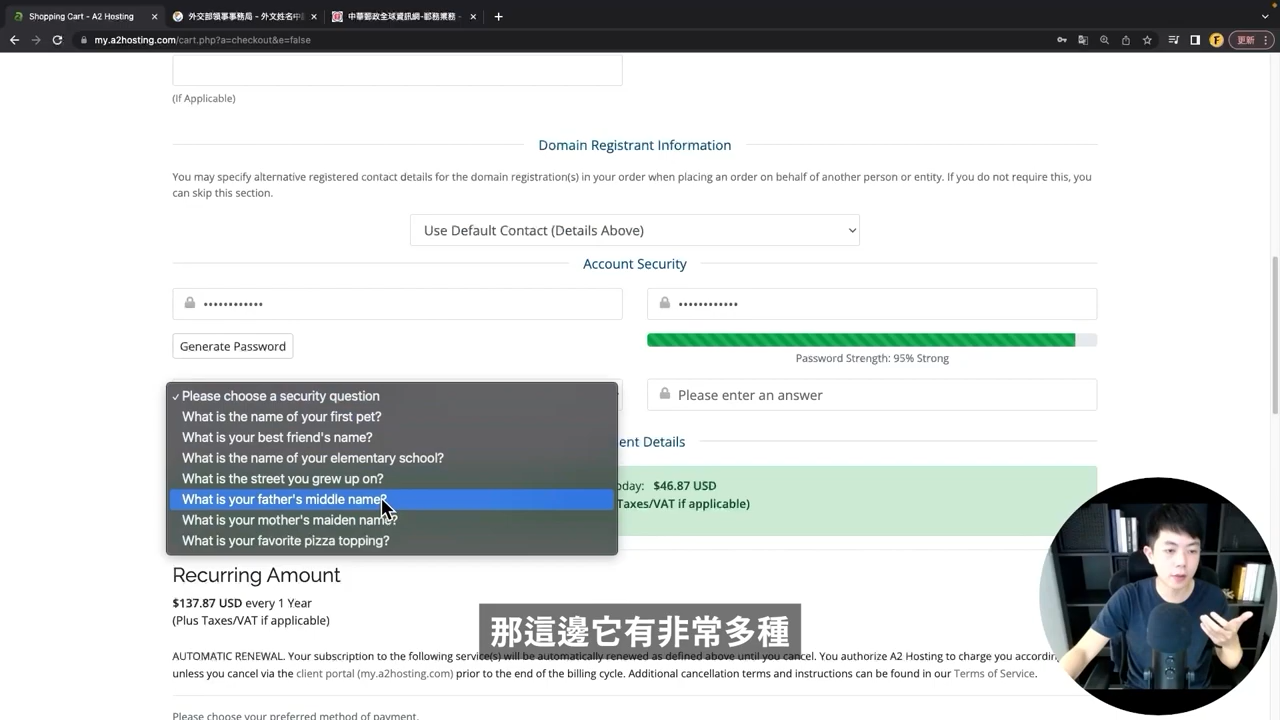 Shopping Cart - A2 Hosting
外交部領事事務局 - 外文姓名中
中華郵政全球資訊網-郵務業務 -
my.a2hosting.com/cart.php?a=checkout&e=false
更新
(If Applicable)
Domain Registrant Information
You may specify alternative registered contact details for the domain registration(s) in your order when placing an order on behalf of another person or entity. If you do not require this, you
can skip this section.
Use Default Contact (Details Above)
Account Security
••••••••••••
••••••••••••
Generate Password
Password Strength: 95% Strong
✓ Please choose a security question
What is the name of your first pet?
What is your best friend's name?
What is the name of your elementary school?
What is the street you grew up on?
What is your father's middle name?
What is your mother's maiden name?
What is your favorite pizza topping?
Please enter an answer
ent Details
oday: $46.87 USD
Taxes/VAT if applicable)
Recurring Amount
$137.87 USD every 1 Year
(Plus Taxes/VAT if applicable)
那這邊它有非常多種
AUTOMATIC RENEWAL. Your subscription to the following service(s) will be automatically renewed as defined above until you cancel. You authorize A2 Hosting to charge you
unless you cancel via the client portal (my.a2hosting.com) prior to the end of the billing cycle. Additional cancellation terms and instructions can be found in our Terms of Service.
Please choose your preferred method of payment.